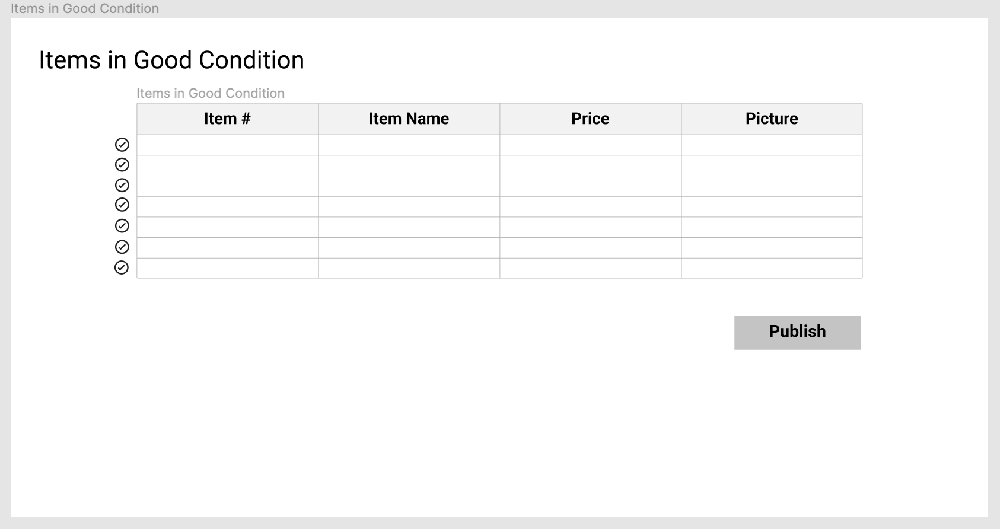 Items in Good Condition
Items in Good Condition
Items in Good Condition
Item # Item Name Price Picture
Publish